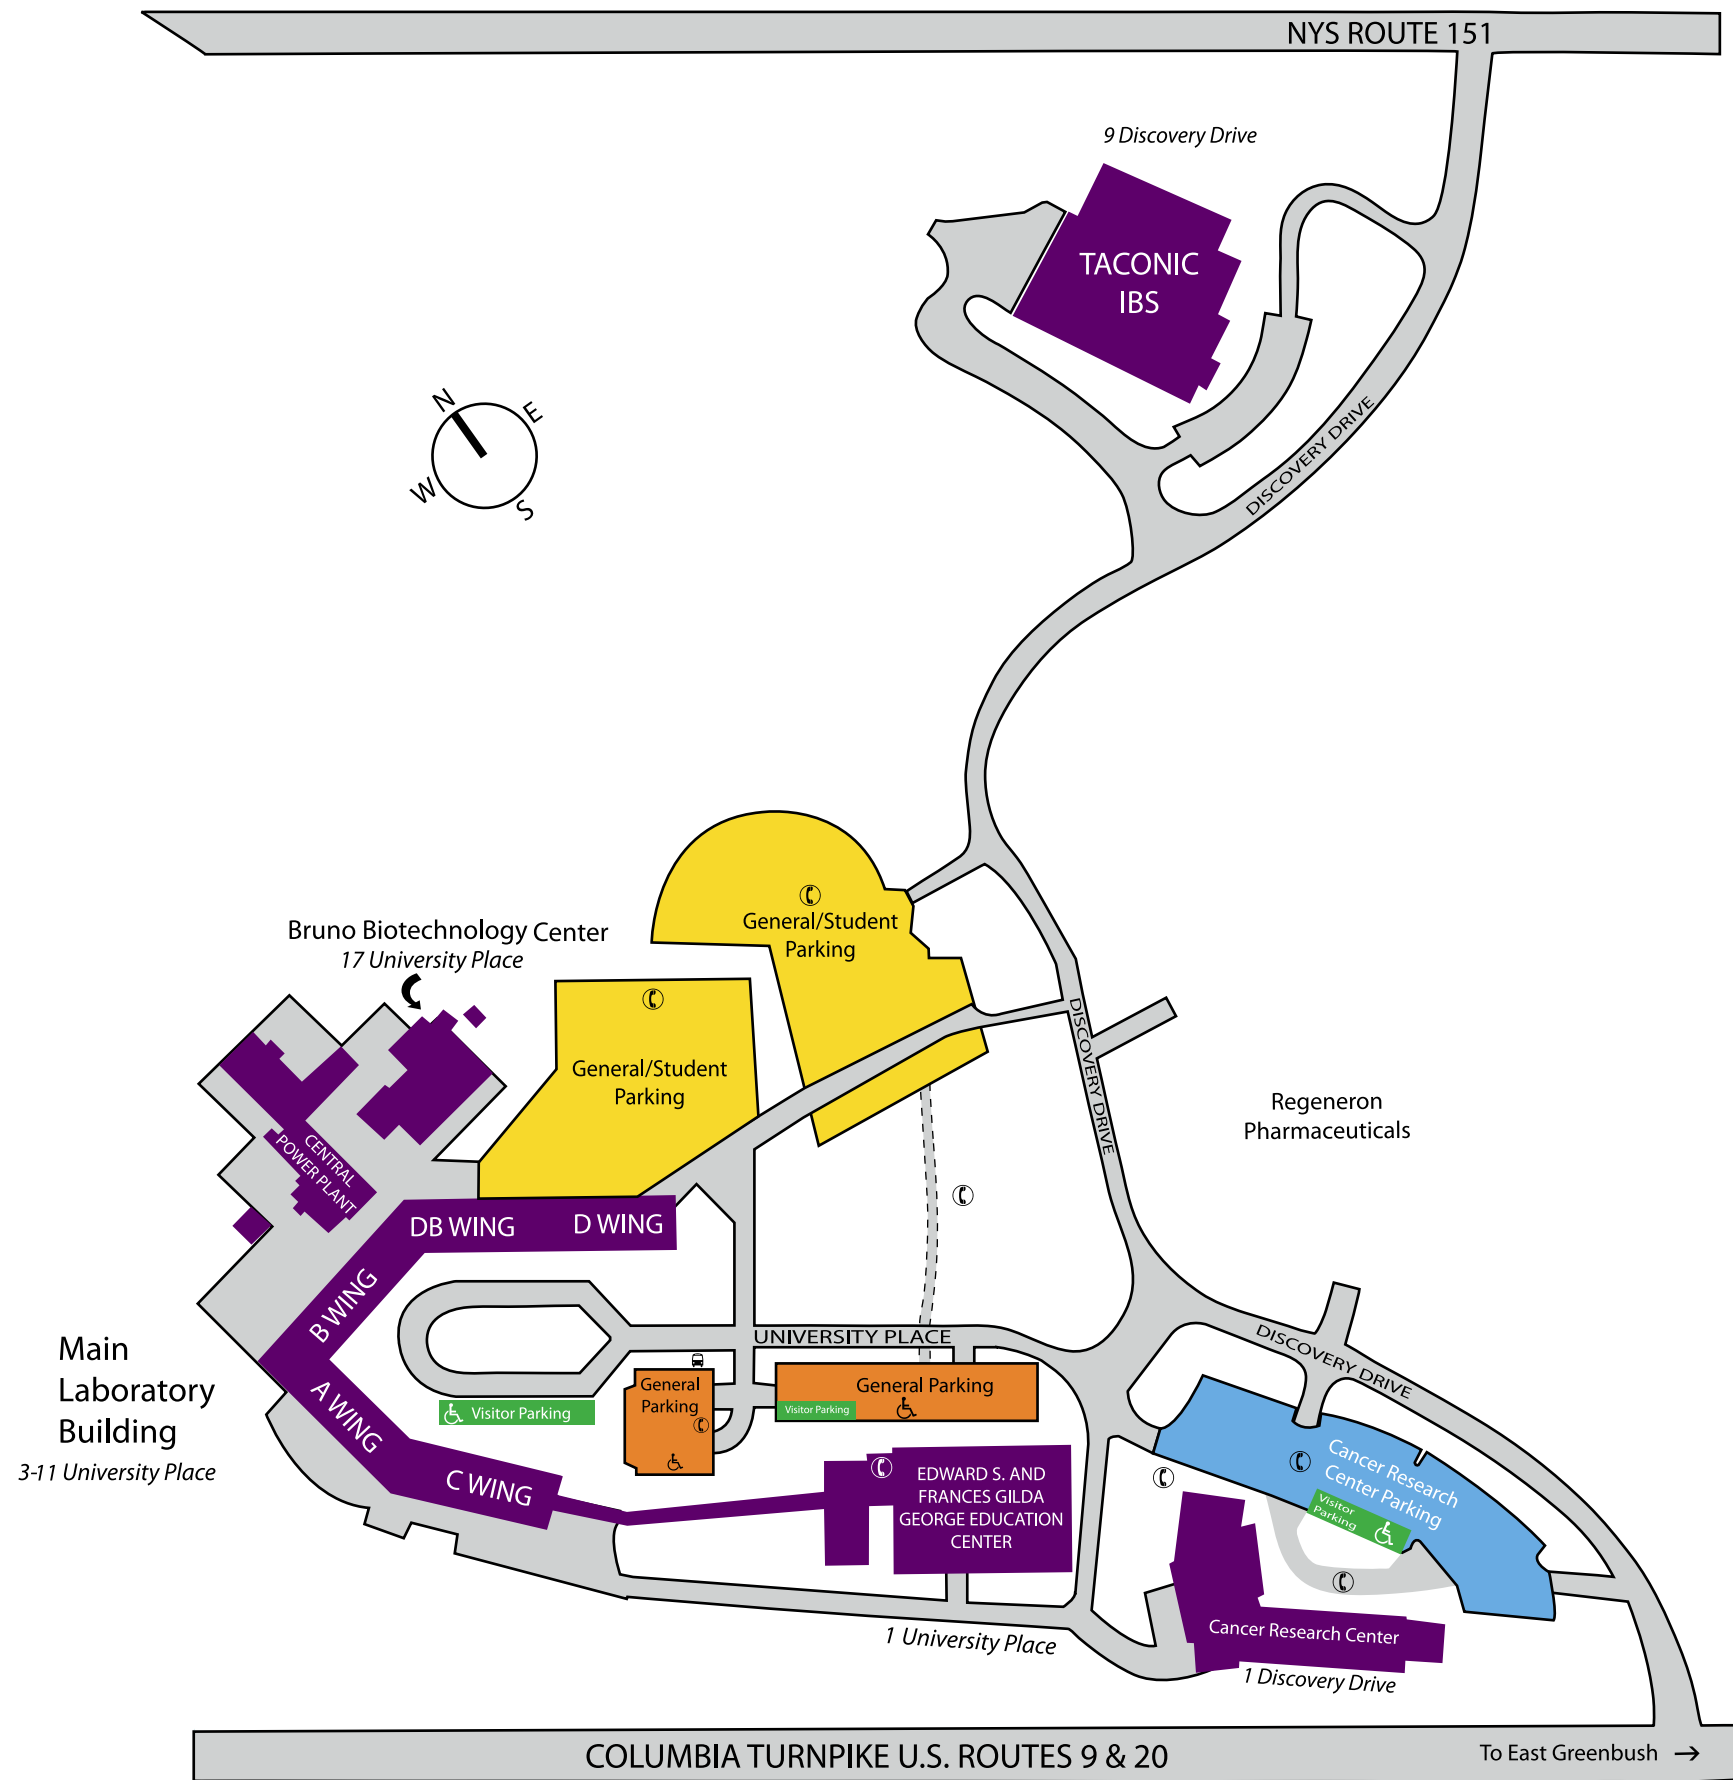 NYS ROUTE 151
9 Discovery Drive
TACONIC
IBS
N
E
W
S
DISCOVERY DRIVE
General/Student
Parking
Bruno Biotechnology Center
17 University Place
General/Student
Parking
DISCOVERY DRIVE
Regeneron
Pharmaceuticals
CENTRAL
POWER PLANT
DB WING
D WING
B WING
UNIVERSITY PLACE
DISCOVERY DRIVE
Main
Laboratory
Building
3-11 University Place
A WING
General
Parking
General Parking
Visitor Parking
Visitor Parking
C WING
EDWARD S. AND
FRANCES GILDA
GEORGE EDUCATION
CENTER
Cancer Research
Center Parking
Visitor
Parking
1 University Place
Cancer Research Center
1 Discovery Drive
COLUMBIA TURNPIKE U.S. ROUTES 9 & 20
To East Greenbush →